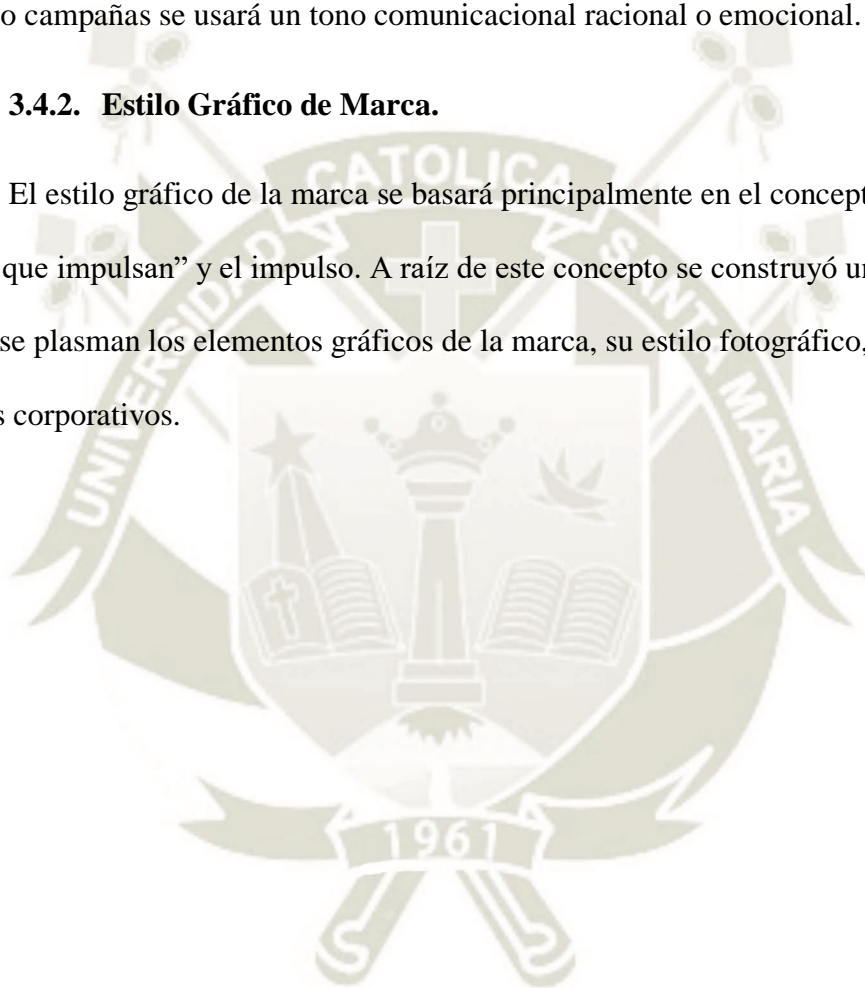 o campañas se usará un tono comunicacional racional o emocional.
3.4.2. Estilo Gráfico de Marca.
El estilo gráfico de la marca se basará principalmente en el concept
que impulsan” y el impulso. A raíz de este concepto se construyó u
se plasman los elementos gráficos de la marca, su estilo fotográfico,
s corporativos.
UNIVERSIDAD CATOLICA SANTA MARIA
1961